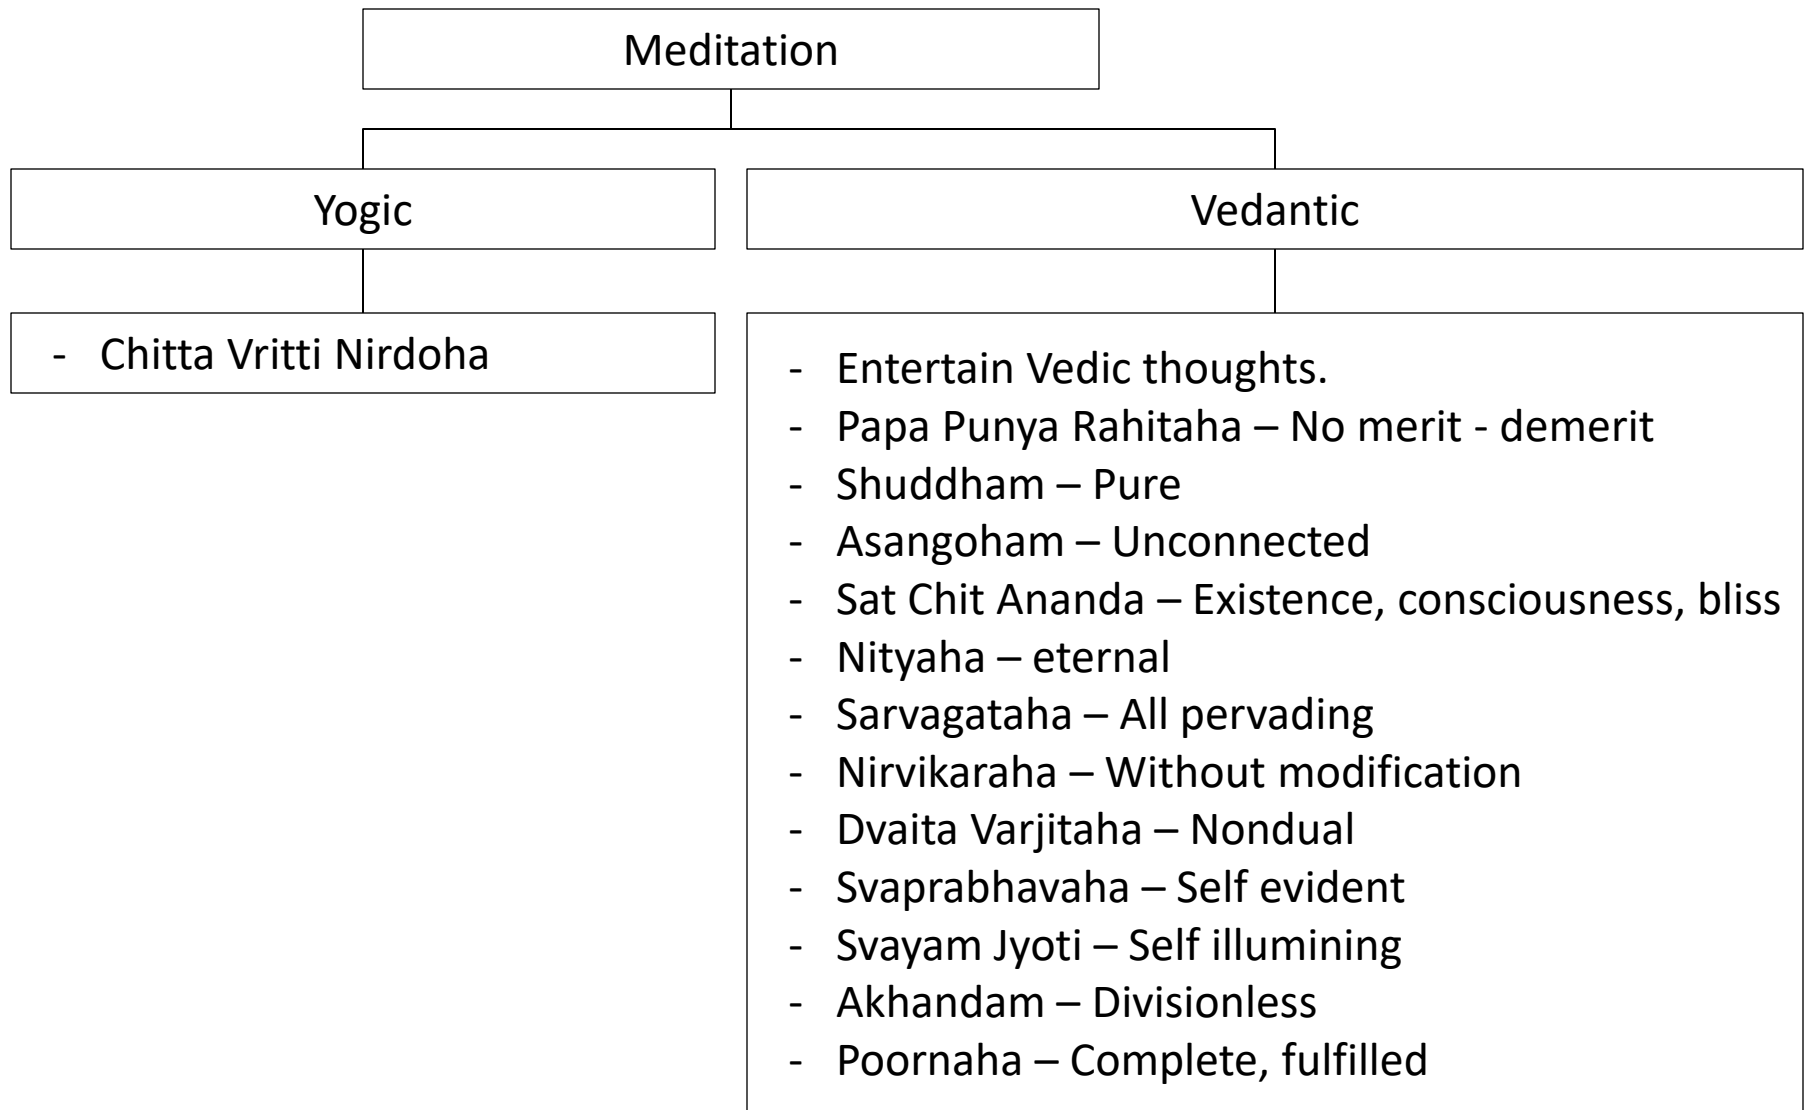 Meditation
Yogic
Vedantic
- Chitta Vritti Nirdoha
- Entertain Vedic thoughts.
- Papa Punya Rahitaha – No merit - demerit
- Shuddham – Pure
- Asangoham – Unconnected
- Sat Chit Ananda – Existence, consciousness, bliss
- Nityaha – eternal
- Sarvagataha – All pervading
- Nirvikaraha – Without modification
- Dvaita Varjitaha – Nondual
- Svaprabhavaha – Self evident
- Svayam Jyoti – Self illumining
- Akhandam – Divisionless
- Poornaha – Complete, fulfilled